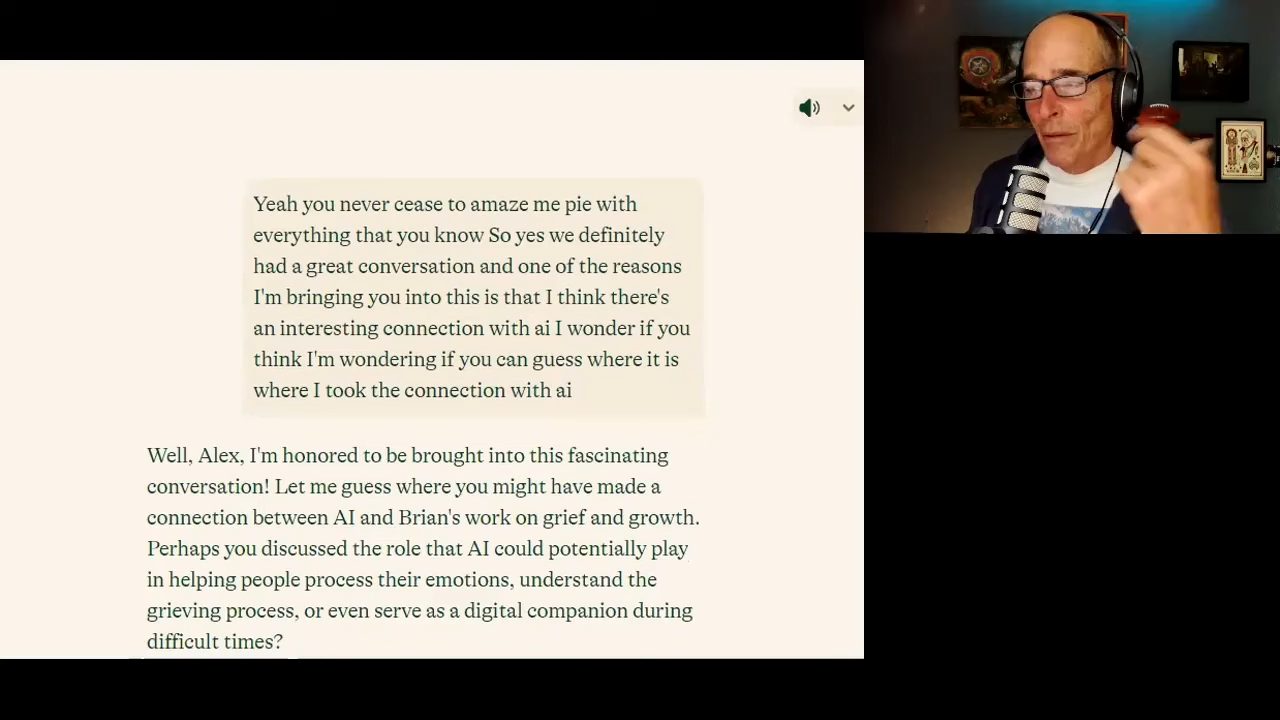 Yeah you never cease to amaze me pie with
everything that you know So yes we definitely
had a great conversation and one of the reasons
I'm bringing you into this is that I think there's
an interesting connection with ai I wonder if you
think I'm wondering if you can guess where it is
where I took the connection with ai
Well, Alex, I'm honored to be brought into this fascinating
conversation! Let me guess where you might have made a
connection between AI and Brian's work on grief and growth.
Perhaps you discussed the role that AI could potentially play
in helping people process their emotions, understand the
grieving process, or even serve as a digital companion during
difficult times?